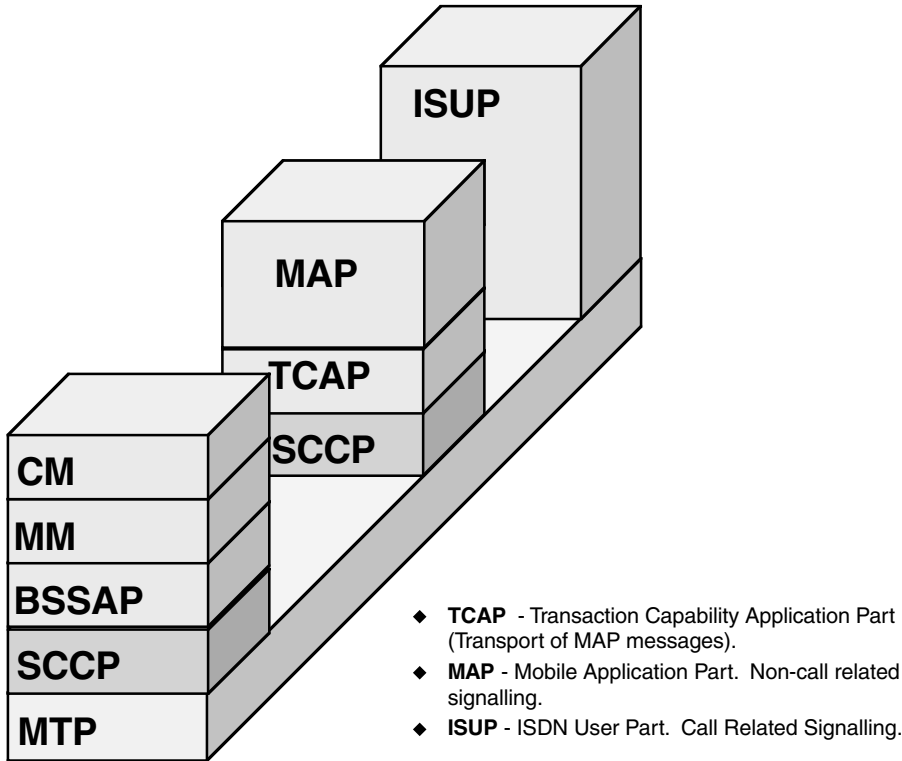 ISUP
MAP
TCAP
SCCP
CM
MM
BSSAP
SCCP
MTP
◆ TCAP - Transaction Capability Application Part
(Transport of MAP messages).
◆ MAP - Mobile Application Part. Non-call related
signalling.
◆ ISUP - ISDN User Part. Call Related Signalling.